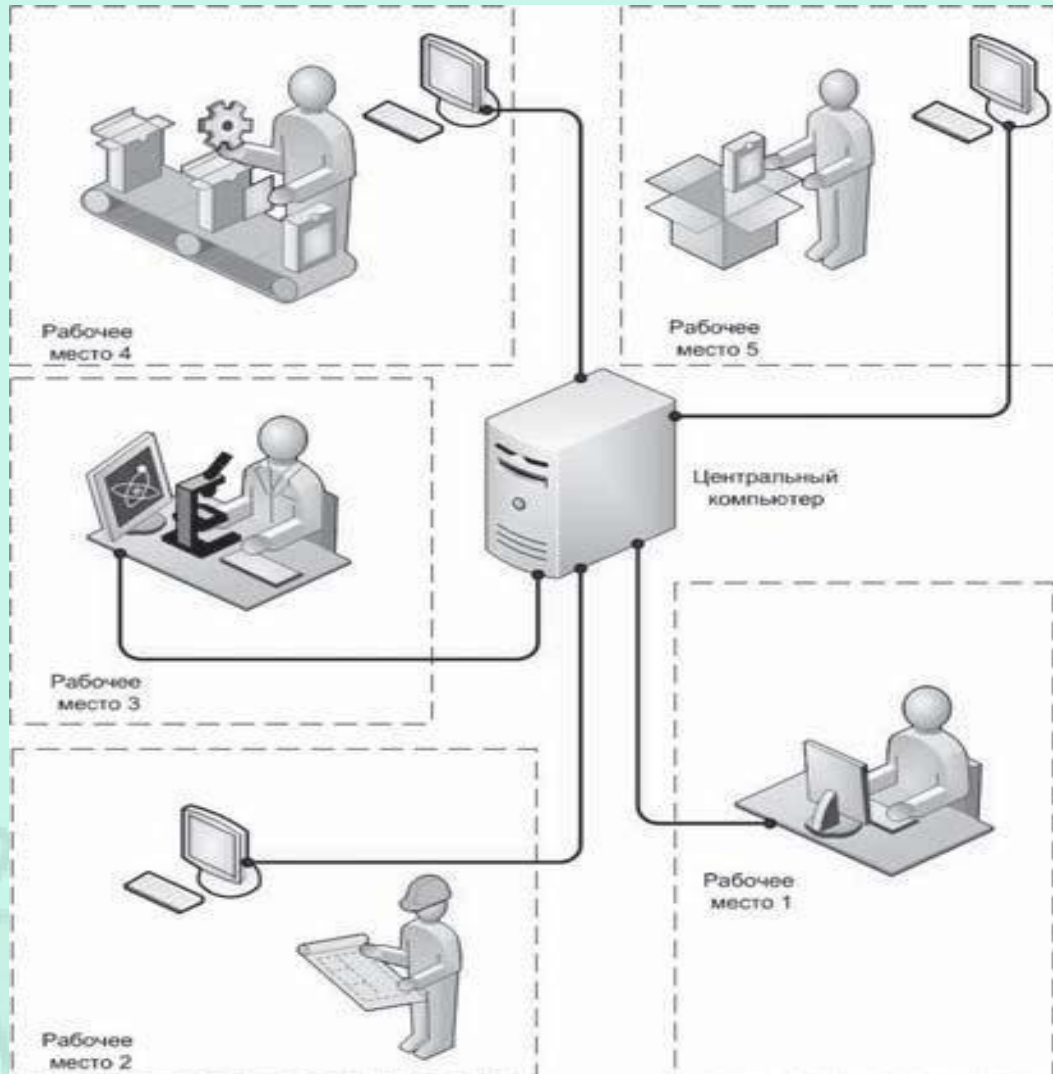 Рабочее
место 4
Рабочее
место 5
Центральный
компьютер
Рабочее
место 3
Рабочее
место 1
Рабочее
место 2